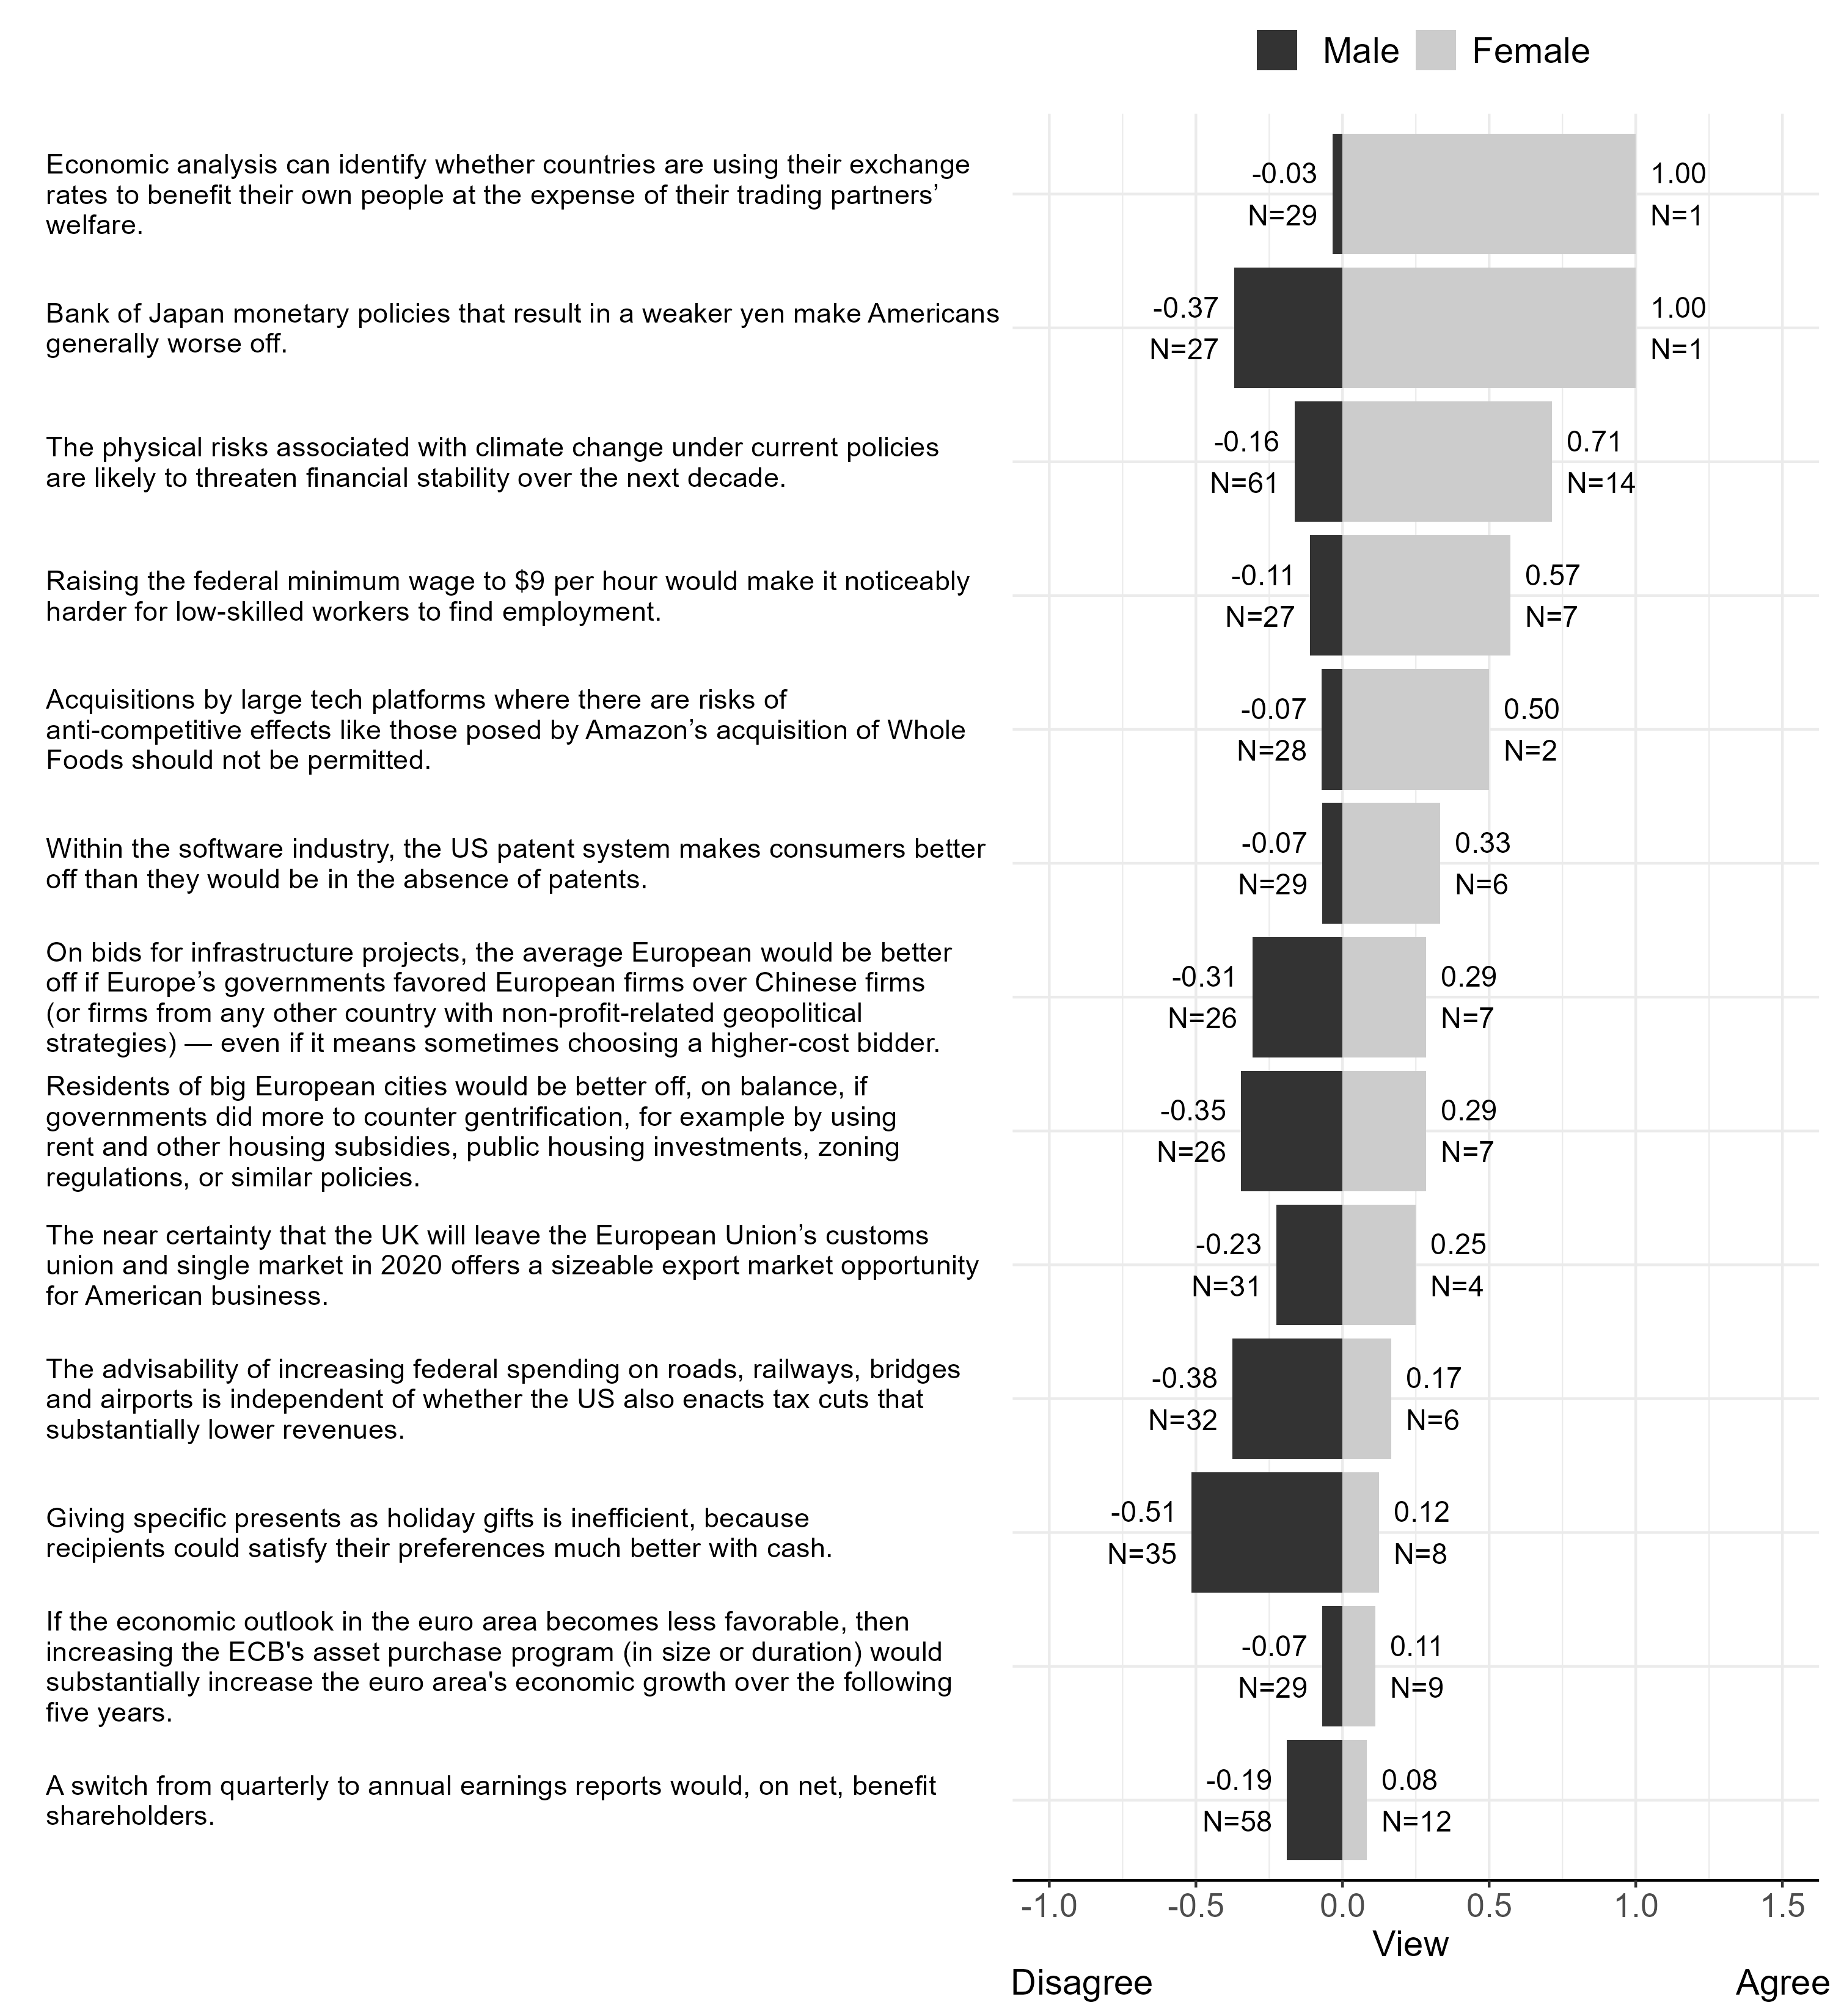 Male Female
Economic analysis can identify whether countries are using their exchange
rates to benefit their own people at the expense of their trading partners’
welfare.
-0.03 1.00
N=29 N=1
Bank of Japan monetary policies that result in a weaker yen make Americans
generally worse off.
-0.37 1.00
N=27 N=1
The physical risks associated with climate change under current policies
are likely to threaten financial stability over the next decade.
-0.16 0.71
N=61 N=14
Raising the federal minimum wage to $9 per hour would make it noticeably
harder for low-skilled workers to find employment.
-0.11 0.57
N=27 N=7
Acquisitions by large tech platforms where there are risks of
anti-competitive effects like those posed by Amazon’s acquisition of Whole
Foods should not be permitted.
-0.07 0.50
N=28 N=2
Within the software industry, the US patent system makes consumers better
off than they would be in the absence of patents.
-0.07 0.33
N=29 N=6
On bids for infrastructure projects, the average European would be better
off if Europe’s governments favored European firms over Chinese firms
(or firms from any other country with non-profit-related geopolitical
strategies) — even if it means sometimes choosing a higher-cost bidder.
-0.31 0.29
N=26 N=7
Residents of big European cities would be better off, on balance, if
governments did more to counter gentrification, for example by using
rent and other housing subsidies, public housing investments, zoning
regulations, or similar policies.
-0.35 0.29
N=26 N=7
The near certainty that the UK will leave the European Union’s customs
union and single market in 2020 offers a sizeable export market opportunity
for American business.
-0.23 0.25
N=31 N=4
The advisability of increasing federal spending on roads, railways, bridges
and airports is independent of whether the US also enacts tax cuts that
substantially lower revenues.
-0.38 0.17
N=32 N=6
Giving specific presents as holiday gifts is inefficient, because
recipients could satisfy their preferences much better with cash.
-0.51 0.12
N=35 N=8
If the economic outlook in the euro area becomes less favorable, then
increasing the ECB's asset purchase program (in size or duration) would
substantially increase the euro area's economic growth over the following
five years.
-0.07 0.11
N=29 N=9
A switch from quarterly to annual earnings reports would, on net, benefit
shareholders.
-0.19 0.08
N=58 N=12
-1.0 -0.5 0.0 0.5 1.0 1.5
View
Disagree Agree